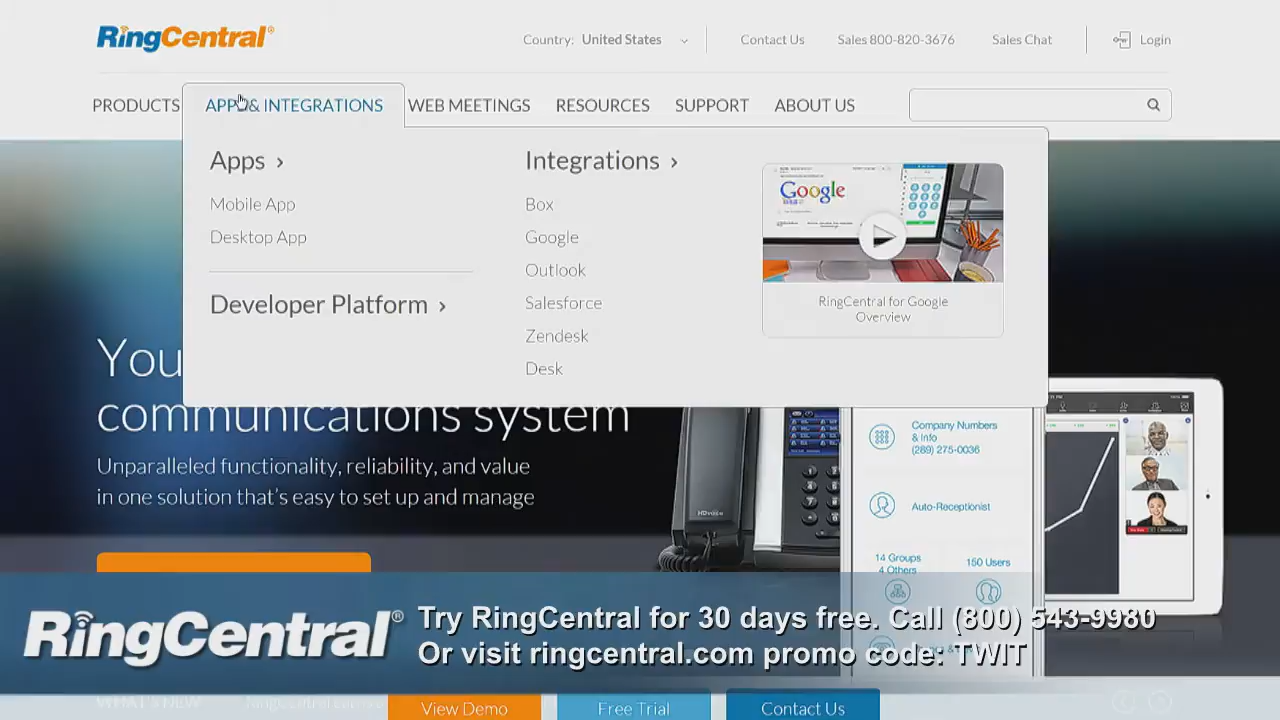 RingCentral®
Country: United States
Contact Us
Sales 800-820-3676
Sales Chat
Login
PRODUCTS
APPS & INTEGRATIONS
WEB MEETINGS
RESOURCES
SUPPORT
ABOUT US
Apps
Mobile App
Desktop App
Developer Platform
Integrations
Box
Google
Outlook
Salesforce
Zendesk
Desk
Google
RingCentral for Google
Overview
You
communications system
Unparalleled functionality, reliability, and value
in one solution that's easy to set up and manage
HDvoice
Company Numbers
& Info
(289) 275-0036
Auto-Receptionist
14 Groups
4 Others
150 Users
RingCentral®
Try RingCentral for 30 days free. Call (800) 543-9980
Or visit ringcentral.com promo code: TWIT
WHAT'S NEW
View Demo
Free Trial
Contact Us